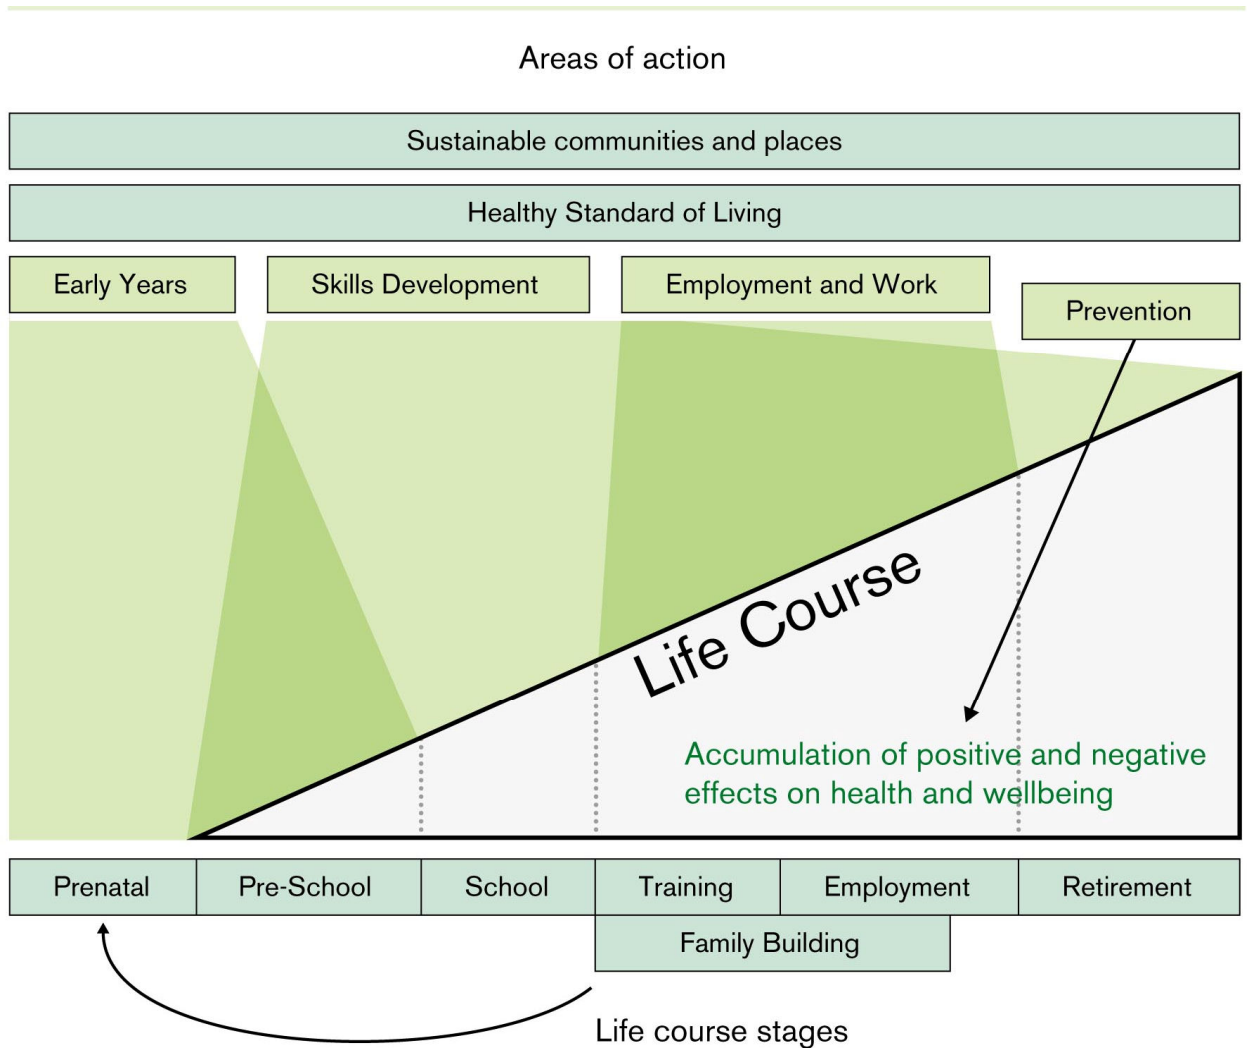 Areas of action
Sustainable communities and places
Healthy Standard of Living
Early Years
Skills Development
Employment and Work
Prevention
Life Course
Accumulation of positive and negative
effects on health and wellbeing
Prenatal
Pre-School
School
Training
Employment
Retirement
Family Building
Life course stages